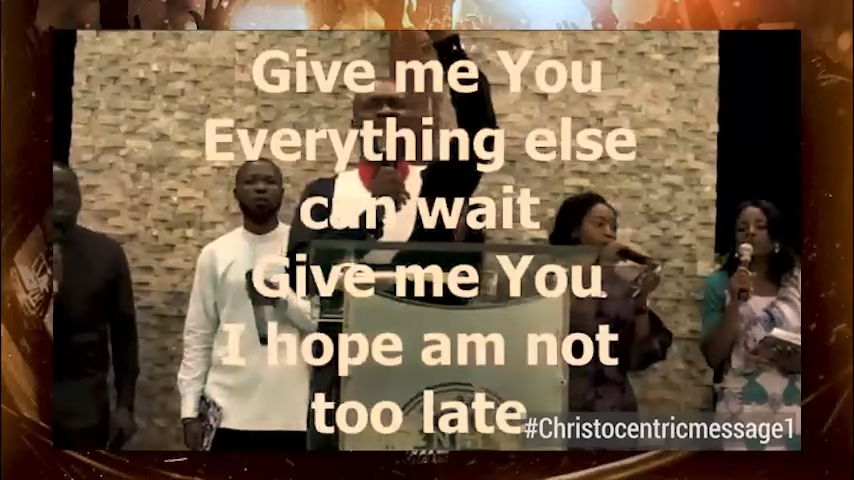 Give me You
Everything else
can wait
Give me You
I hope am not
too late
#Christocentricmessage1